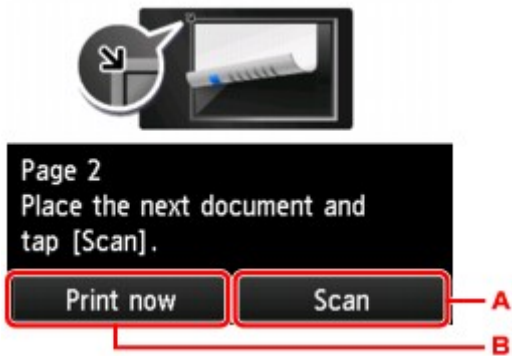 Page 2
Place the next document and
tap [Scan].
Print now
Scan
A
B